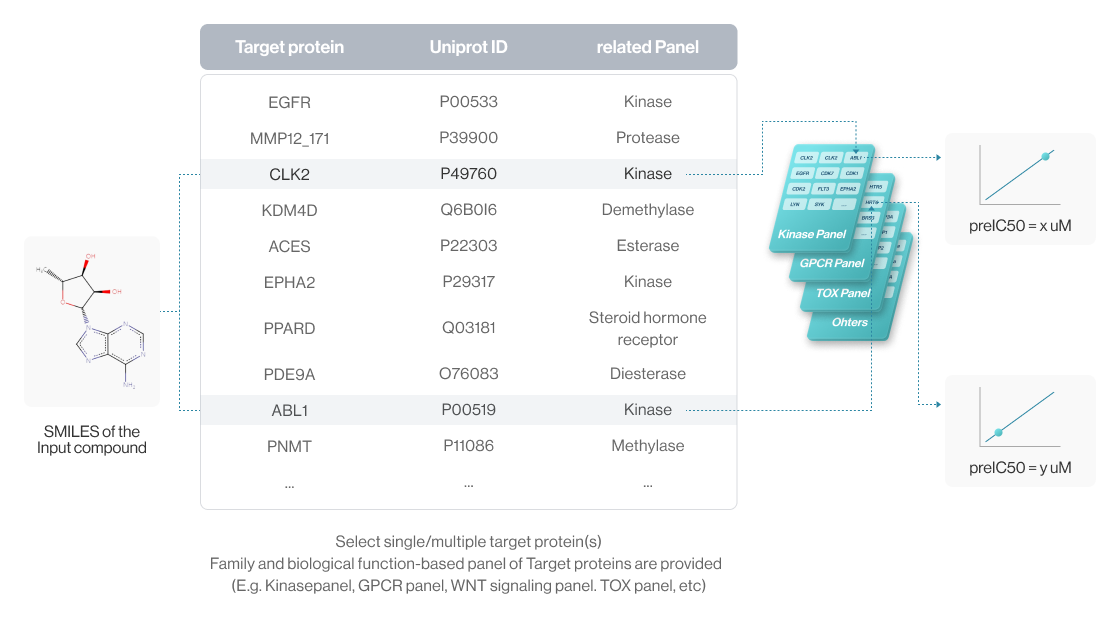 Target protein Uniprot ID related Panel
EGFR P00533 Kinase
MMP12_171 P39900 Protease
CLK2 P49760 Kinase
KDM4D Q6B0I6 Demethylase
ACES P22303 Esterase
EPHA2 P29317 Kinase
PPARD Q03181 Steroid hormone
receptor
PDE9A O76083 Diesterase
ABL1 P00519 Kinase
PNMT P11086 Methylase
... ... ...
H₃C
OH
OH
O
N
N
N
N
NH₂
SMILES of the
Input compound
CLK2 CLK2 ABL1
EGFR CDK7 CDK1
CDK2 FLT3 EPHA2
LYN SYK ...
Kinase Panel
HTR5
HRT6
BRS3
...
GPCR Panel
TOX Panel
Ohters
preIC50 = x uM
preIC50 = y uM
Select single/multiple target protein(s)
Family and biological function-based panel of Target proteins are provided
(E.g. Kinasepanel, GPCR panel, WNT signaling panel. TOX panel, etc)